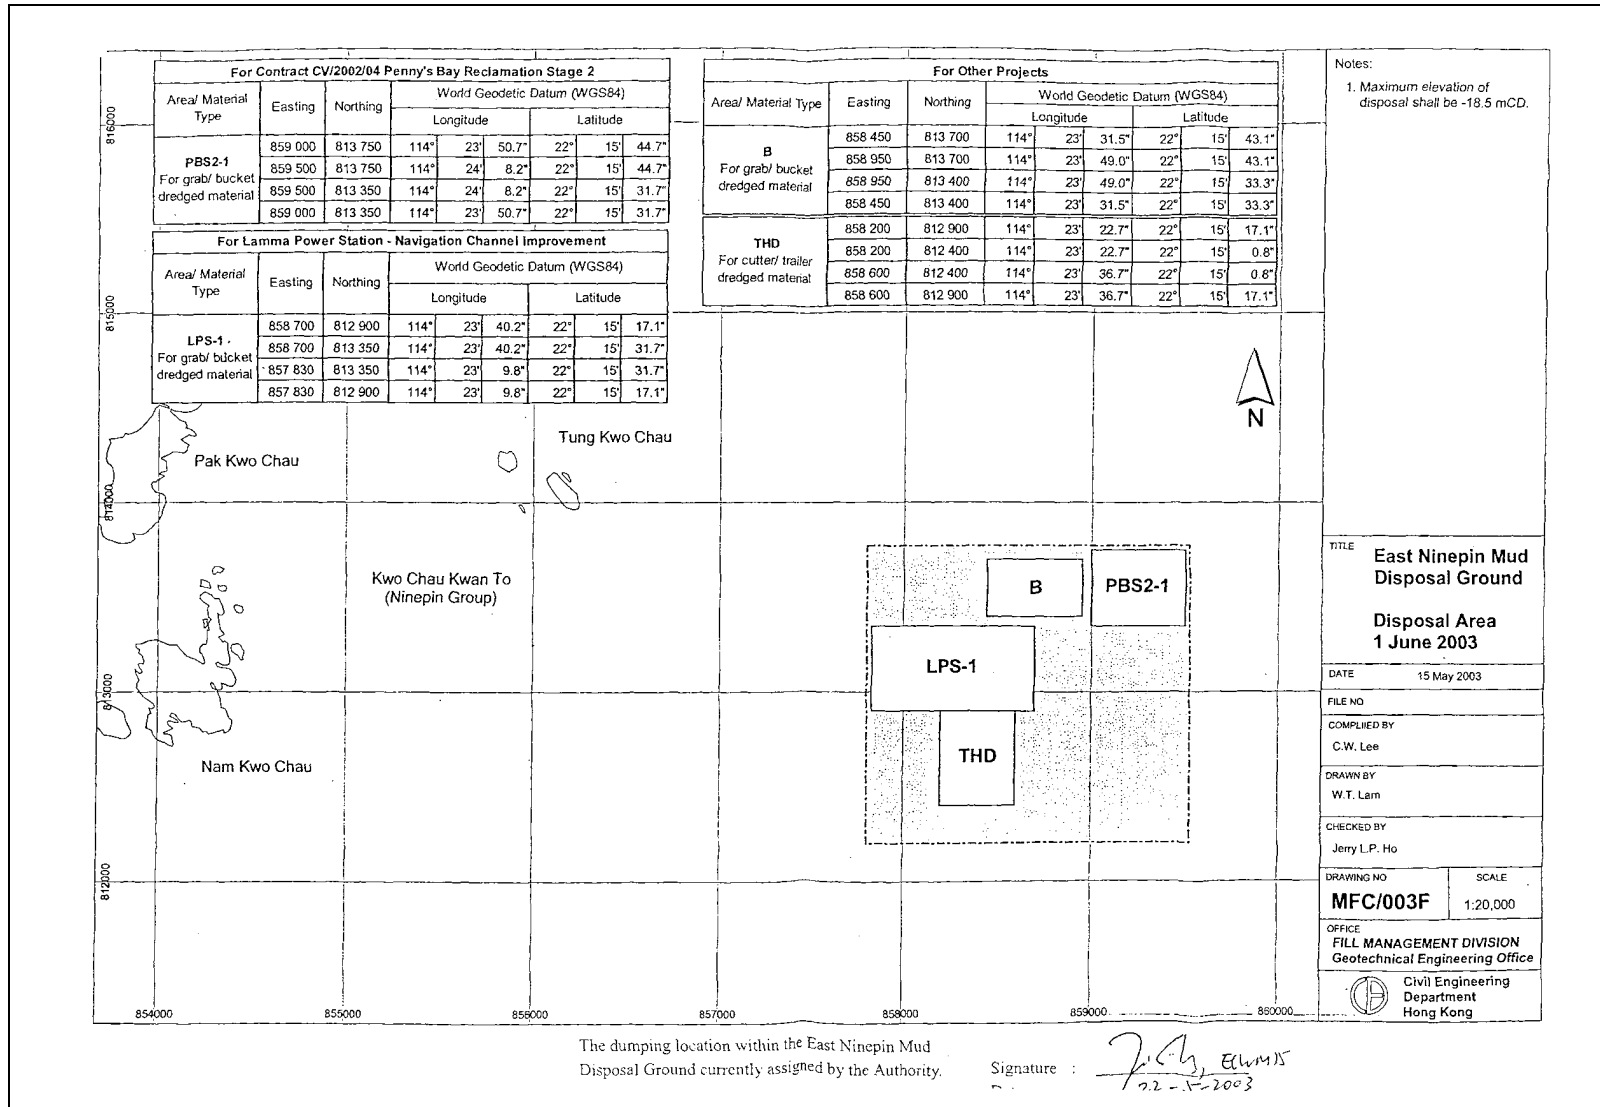 For Contract CV/2002/04 Penny's Bay Reclamation Stage 2
Area/ Material Type Easting Northing World Geodetic Datum (WGS84)
Longitude Latitude
PBS2-1
For grab/ bucket
dredged material
859 000 813 750 114° 23' 50.7" 22° 15' 44.7"
859 500 813 750 114° 24' 8.2" 22° 15' 44.7"
859 500 813 350 114° 24' 8.2" 22° 15' 31.7"
859 000 813 350 114° 23' 50.7" 22° 15' 31.7"
For Lamma Power Station - Navigation Channel Improvement
Area/ Material Type Easting Northing World Geodetic Datum (WGS84)
Longitude Latitude
LPS-1
For grab/ bucket
dredged material
858 700 812 900 114° 23' 40.2" 22° 15' 17.1"
858 700 813 350 114° 23' 40.2" 22° 15' 31.7"
857 830 813 350 114° 23' 9.8" 22° 15' 31.7"
857 830 812 900 114° 23' 9.8" 22° 15' 17.1"
For Other Projects
Area/ Material Type Easting Northing World Geodetic Datum (WGS84)
Longitude Latitude
B
For grab/ bucket
dredged material
858 450 813 700 114° 23' 31.5" 22° 15' 43.1"
858 950 813 700 114° 23' 49.0" 22° 15' 43.1"
858 950 813 400 114° 23' 49.0" 22° 15' 33.3"
858 450 813 400 114° 23' 31.5" 22° 15' 33.3"
THD
For cutter/ trailer
dredged material
858 200 812 900 114° 23' 22.7" 22° 15' 17.1"
858 200 812 400 114° 23' 22.7" 22° 15' 0.8"
858 600 812 400 114° 23' 36.7" 22° 15' 0.8"
858 600 812 900 114° 23' 36.7" 22° 15' 17.1"
Notes:
1. Maximum elevation of
disposal shall be -18.5 mCD.
816000
815000
814000
813000
812000
N
Tung Kwo Chau
Pak Kwo Chau
Kwo Chau Kwan To
(Ninepin Group)
Nam Kwo Chau
B
PBS2-1
LPS-1
THD
854000 855000 856000 857000 858000 859000 860000
TITLE
East Ninepin Mud
Disposal Ground
Disposal Area
1 June 2003
DATE 15 May 2003
FILE NO
COMPLIED BY
C.W. Lee
DRAWN BY
W.T. Lam
CHECKED BY
Jerry L.P. Ho
DRAWING NO SCALE
MFC/003F 1:20,000
OFFICE
FILL MANAGEMENT DIVISION
Geotechnical Engineering Office
Civil Engineering
Department
Hong Kong
The dumping location within the East Ninepin Mud
Disposal Ground currently assigned by the Authority.
Signature :
22-5-2003